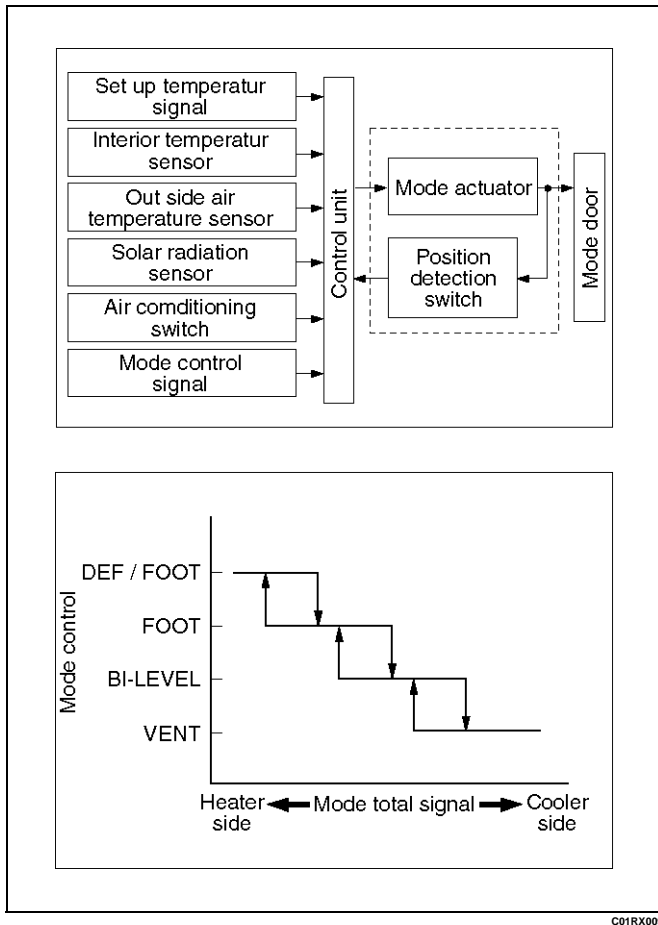 Set up temperatur
signal
Interior temperatur
sensor
Out side air
temperature sensor
Solar radiation
sensor
Air comditioning
switch
Mode control
signal
Control unit
Mode actuator
Position
detection
switch
Mode door
Mode control
DEF / FOOT
FOOT
BI-LEVEL
VENT
Heater
side
Mode total signal
Cooler
side